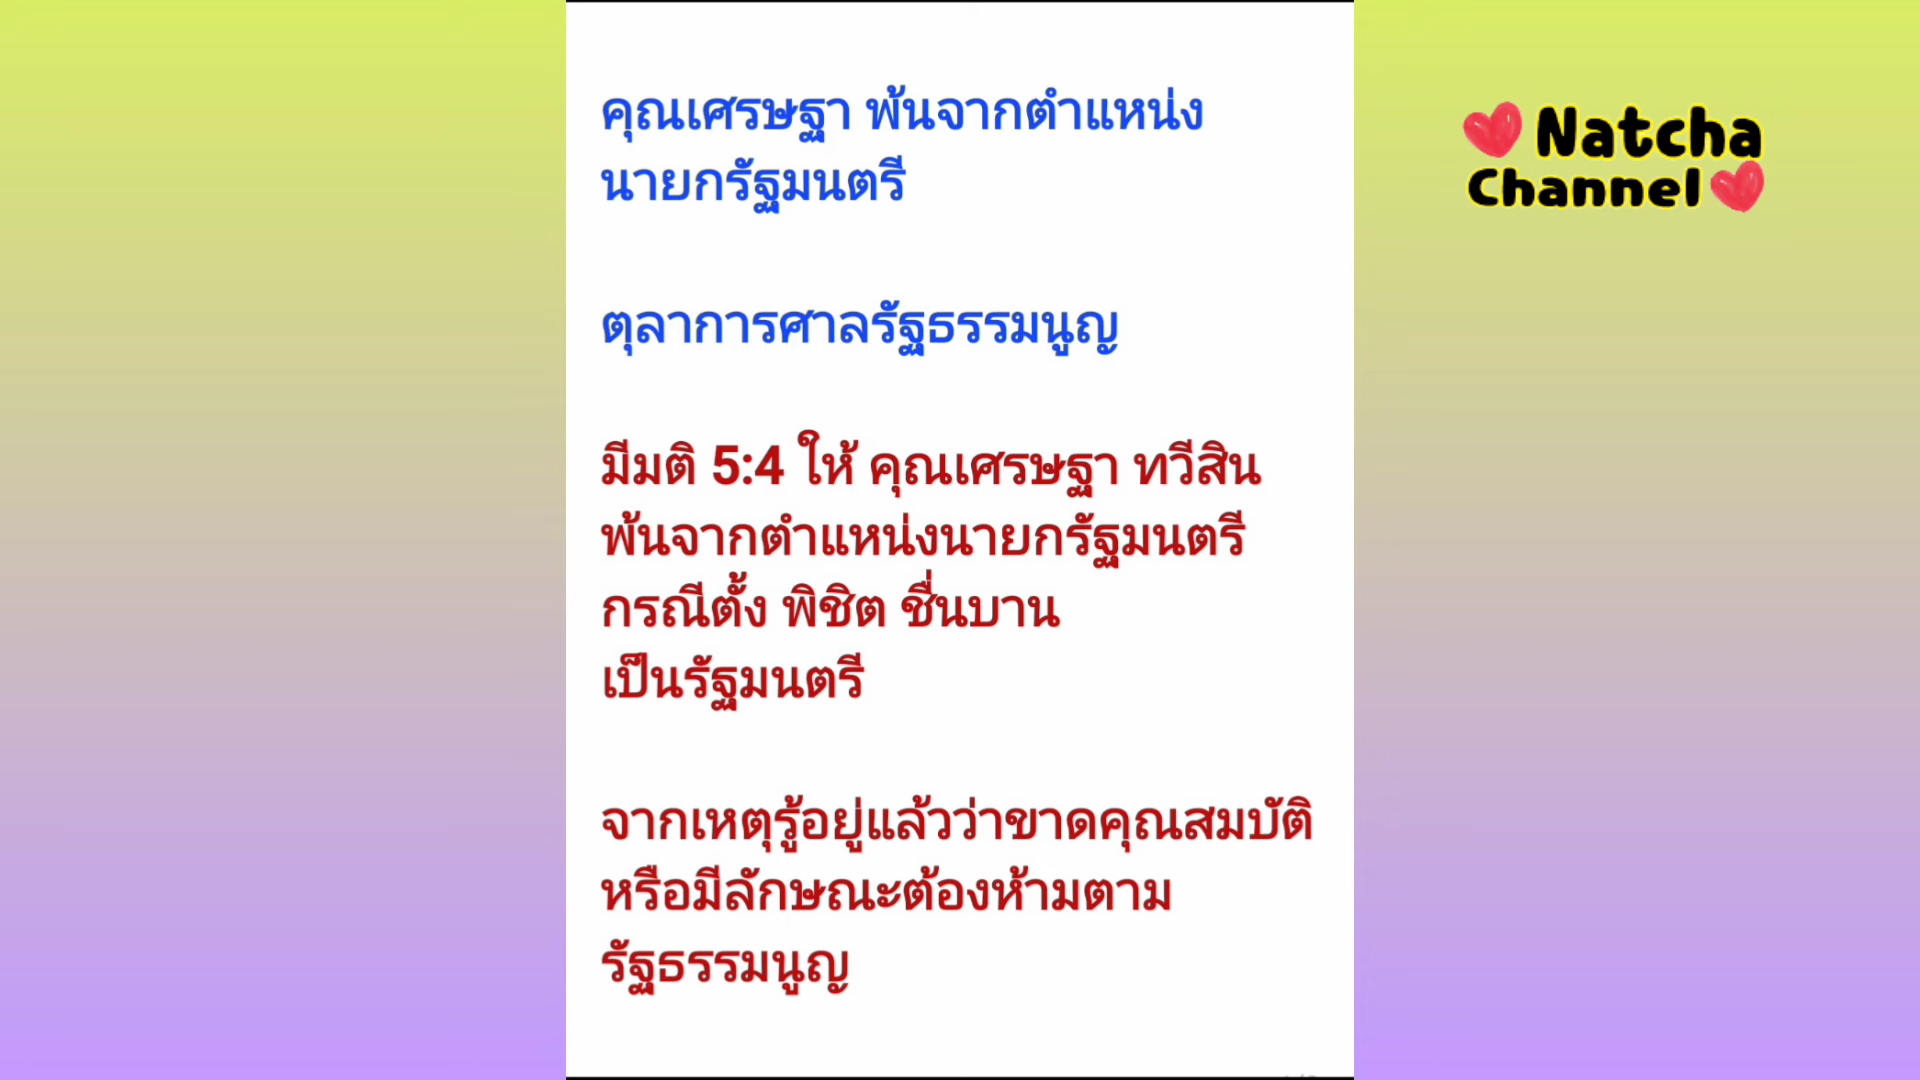 คุณเศรษฐา พ้นจากตำแหน่ง
นายกรัฐมนตรี
ตุลาการศาลรัฐธรรมนูญ
มีมติ 5:4 ให้ คุณเศรษฐา ทวีสิน
พ้นจากตำแหน่งนายกรัฐมนตรี
กรณีตั้ง พิชิต ชื่นบาน
เป็นรัฐมนตรี
จากเหตุรู้อยู่แล้วว่าขาดคุณสมบัติ
หรือมีลักษณะต้องห้ามตาม
รัฐธรรมนูญ
Natcha
Channel